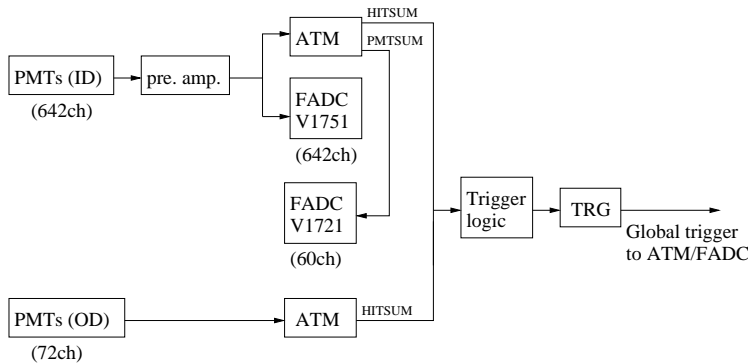 HITSUM
ATM
PMTSUM
PMTs (ID)
pre. amp.
(642ch)
FADC
V1751
(642ch)
FADC
V1721
(60ch)
Trigger
logic
TRG
Global trigger
to ATM/FADC
PMTs (OD)
ATM
HITSUM
(72ch)